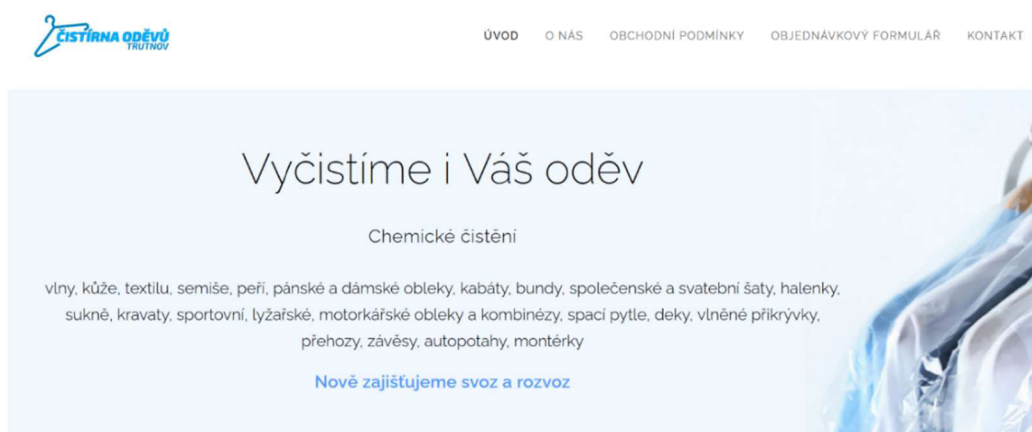 ČISTÍRNA ODĚVŮ
TRUTNOV
ÚVOD O NÁS OBCHODNÍ PODMÍNKY OBJEDNÁVKOVÝ FORMULÁŘ KONTAKT
Vyčistíme i Váš oděv
Chemické čistění
vlny, kůže, textilu, semiše, peří, pánské a dámské obleky, kabáty, bundy, společenské a svatební šaty, halenky,
sukně, kravaty, sportovní, lyžařské, motorkářské obleky a kombinézy, spací pytle, deky, vlněné přikrývky,
přehozy, závěsy, autopotahy, montérky
Nově zajišťujeme svoz a rozvoz